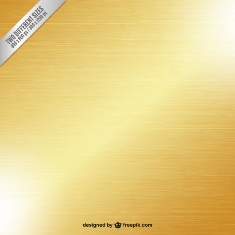 TWO DIFFERENT SIZES
designed by freepik.com